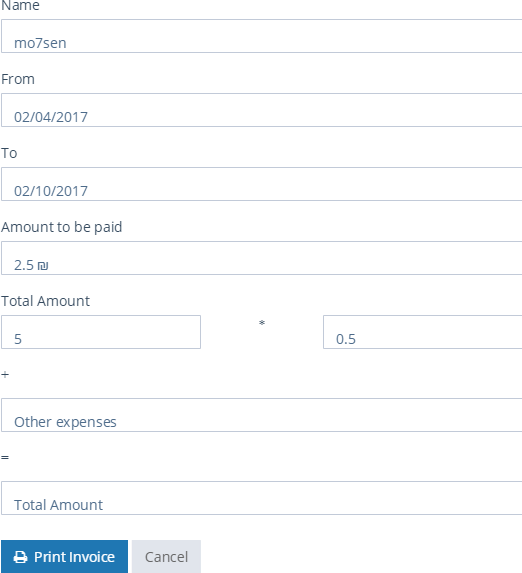 Name
mo7sen
From
02/04/2017
To
02/10/2017
Amount to be paid
2.5 ₪
Total Amount
5 * 0.5
+
Other expenses
=
Total Amount
Print Invoice Cancel